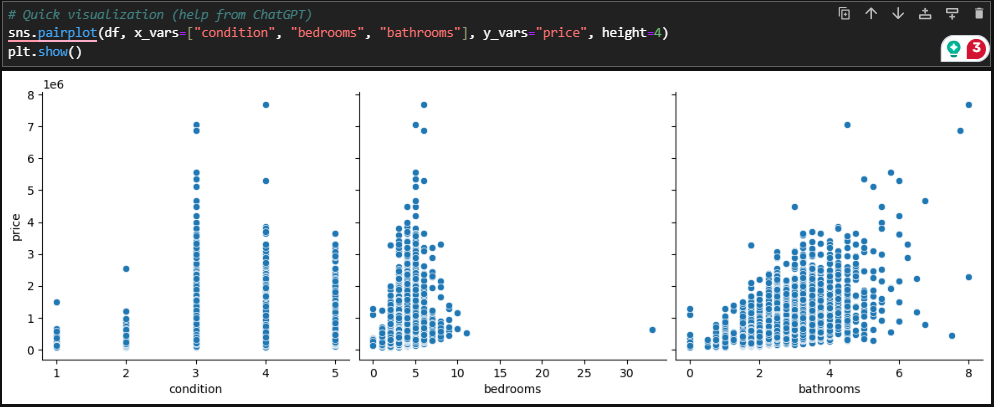 # Quick visualization (help from ChatGPT)
sns.pairplot(df, x_vars=["condition", "bedrooms", "bathrooms"], y_vars="price", height=4)
plt.show()
3
1e6
8
7
6
5
4
3
2
1
0
price
1 2 3 4 5
condition
0 5 10 15 20 25 30
bedrooms
0 2 4 6 8
bathrooms